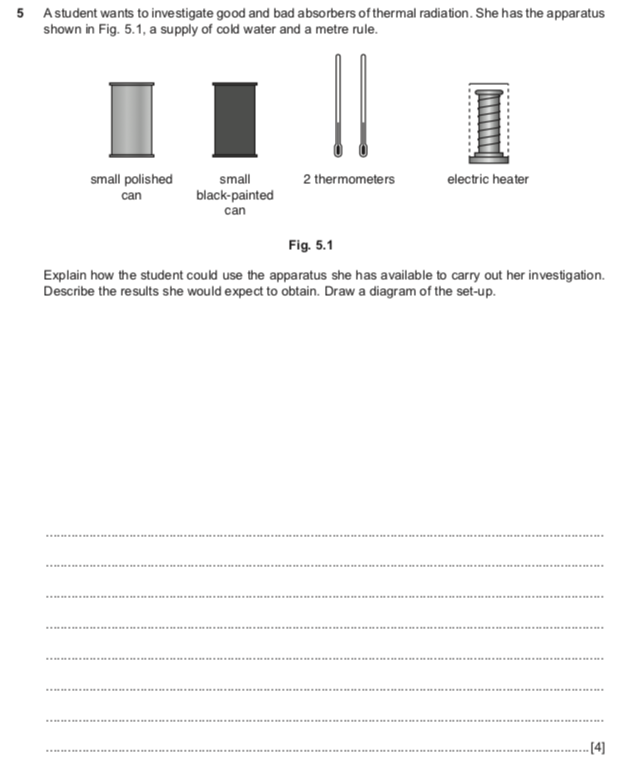 5 A student wants to investigate good and bad absorbers of thermal radiation. She has the apparatus
shown in Fig. 5.1, a supply of cold water and a metre rule.
small polished
can
small
black-painted
can
2 thermometers
electric heater
Fig. 5.1
Explain how the student could use the apparatus she has available to carry out her investigation.
Describe the results she would expect to obtain. Draw a diagram of the set-up.
[4]